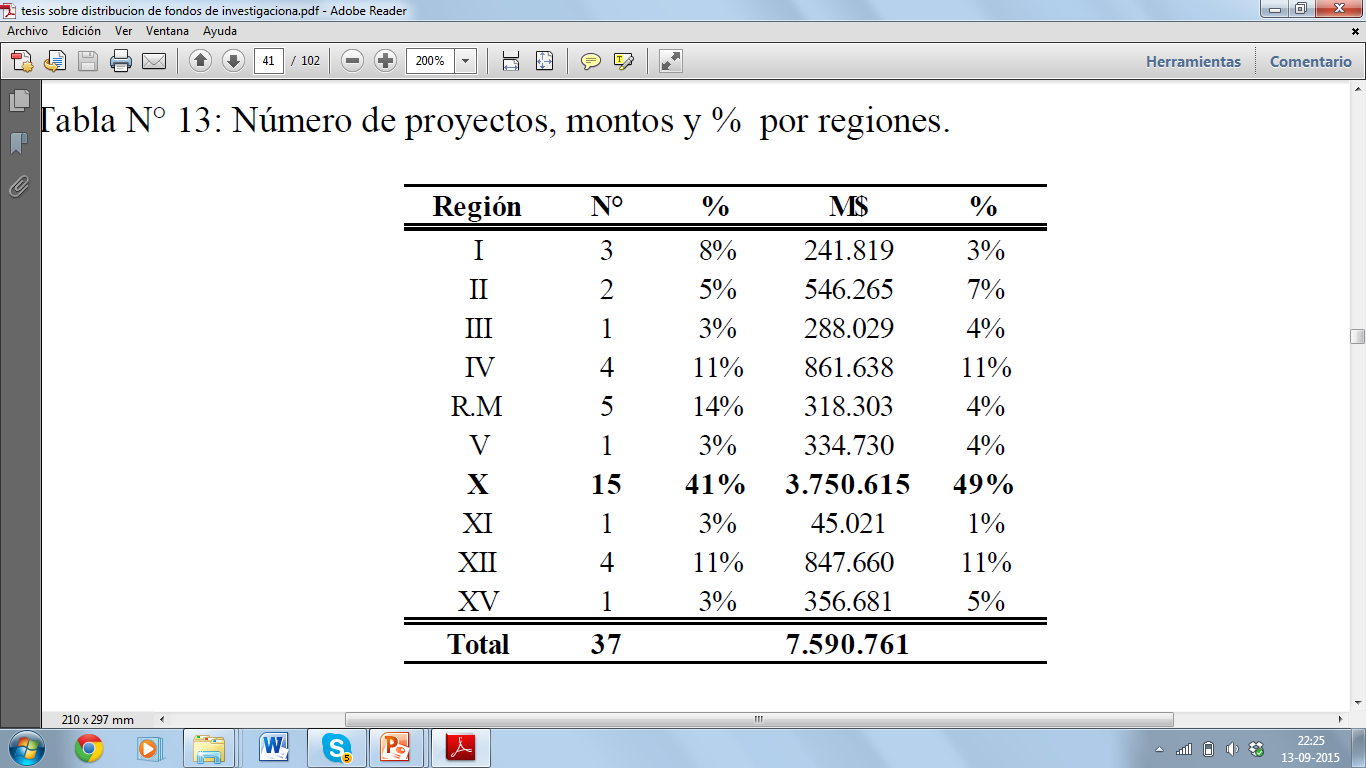 tesis sobre distribucion de fondos de investigaciona.pdf - Adobe Reader
Archivo Edición Ver Ventana Ayuda
41 / 102 200% Herramientas Comentario
Tabla N° 13: Número de proyectos, montos y % por regiones.
Región N° % M$ %
I 3 8% 241.819 3%
II 2 5% 546.265 7%
III 1 3% 288.029 4%
IV 4 11% 861.638 11%
R.M 5 14% 318.303 4%
V 1 3% 334.730 4%
X 15 41% 3.750.615 49%
XI 1 3% 45.021 1%
XII 4 11% 847.660 11%
XV 1 3% 356.681 5%
Total 37 7.590.761
210 x 297 mm
5
22:25
13-09-2015